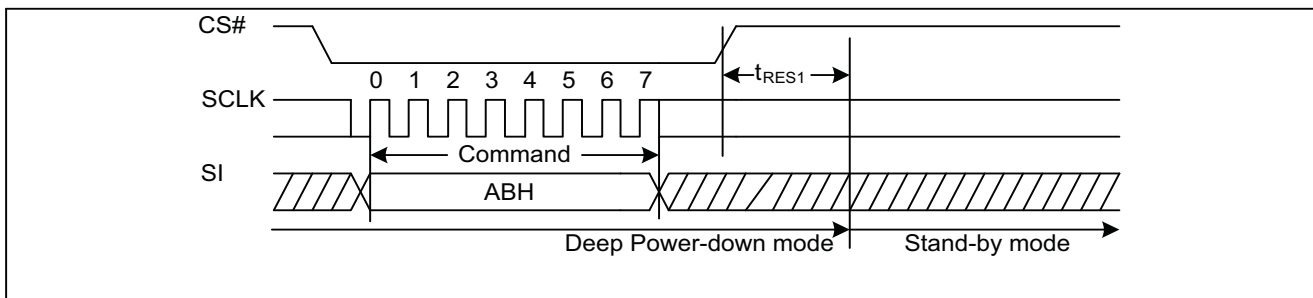 CS#
tRES1
0 1 2 3 4 5 6 7
SCLK
Command
SI
ABH
Deep Power-down mode Stand-by mode